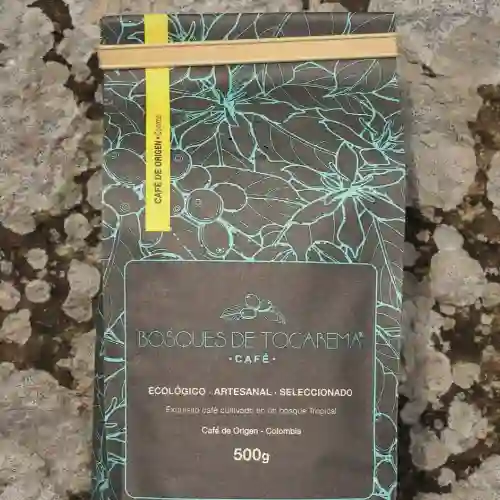 CAFÉ DE ORIGEN •
BOSQUES DE TOCAREMA®
• CAFÉ •
ECOLÓGICO • ARTESANAL • SELECCIONADO
Exquisito café cultivado en un bosque Tropical
Café de Origen - Colombia
500g